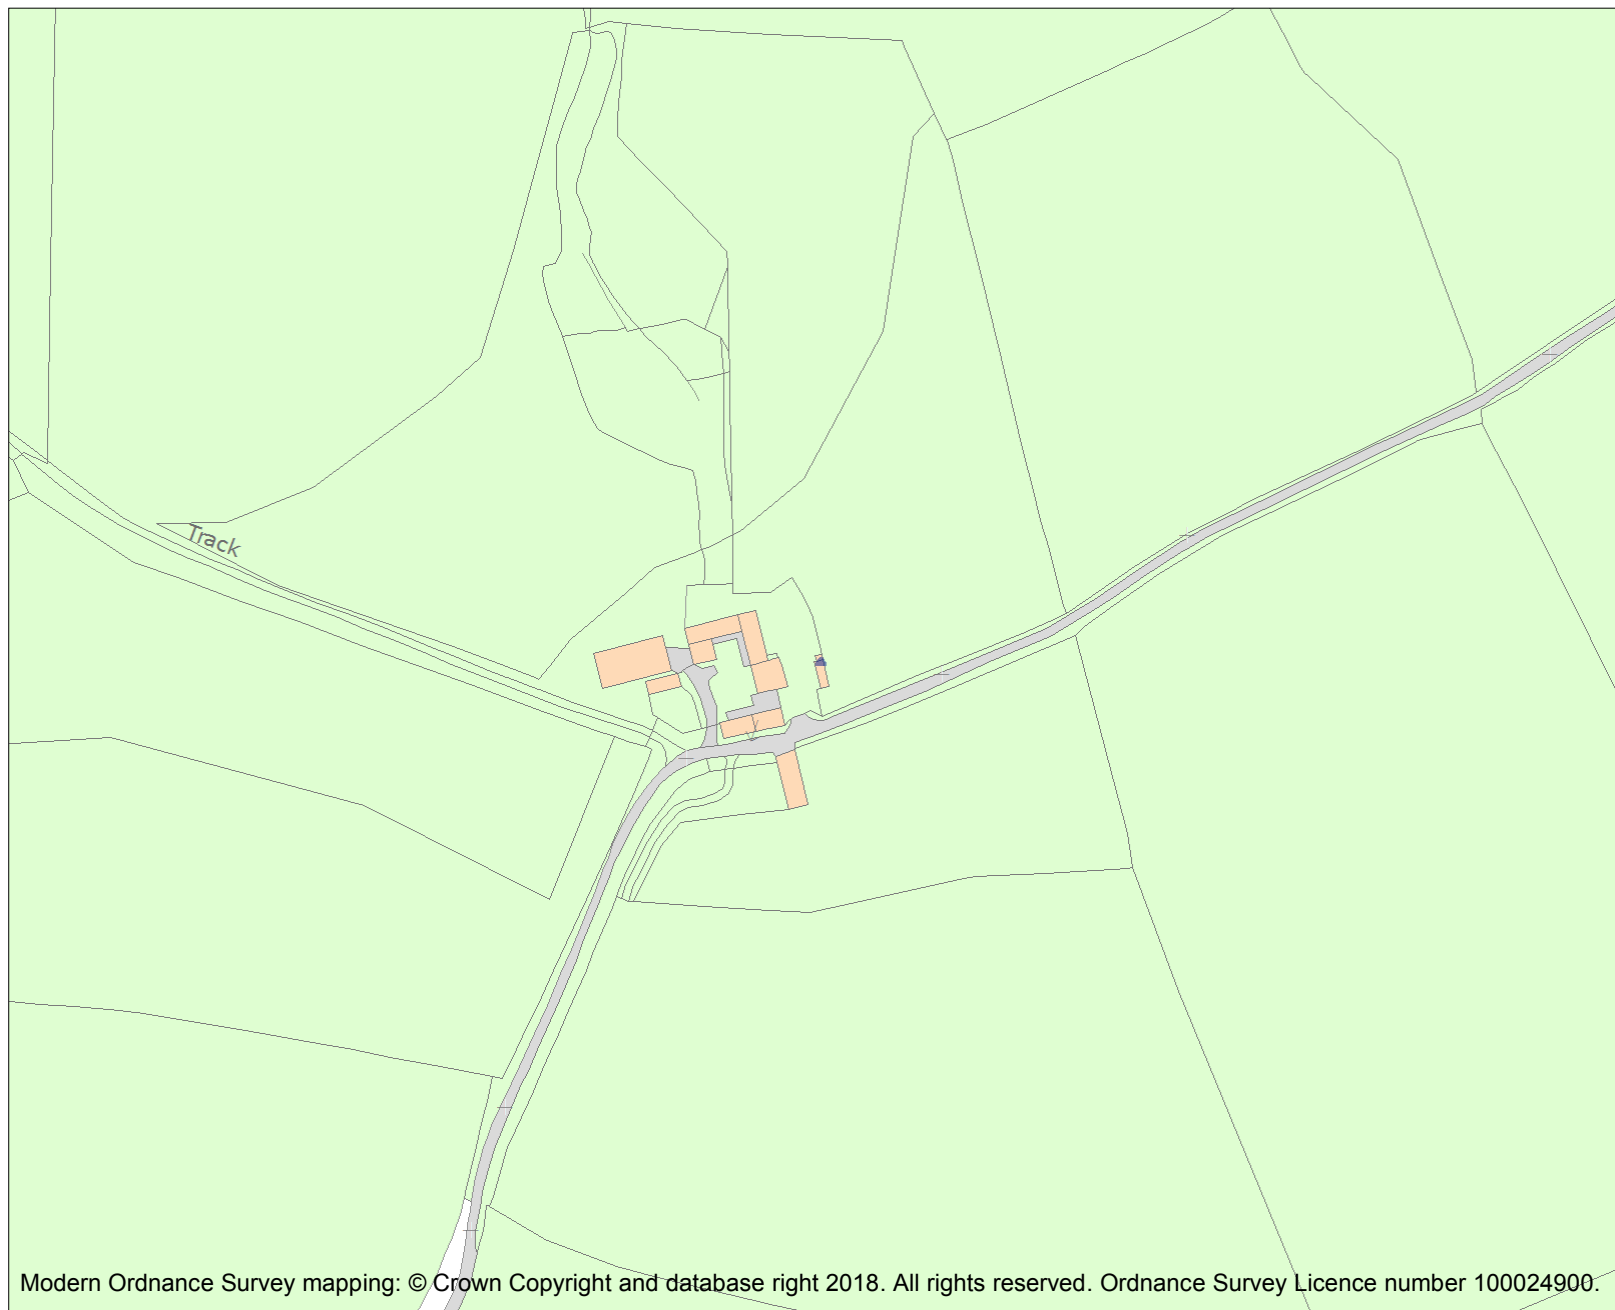 Track
Modern Ordnance Survey mapping: © Crown Copyright and database right 2018. All rights reserved. Ordnance Survey Licence number 100024900.